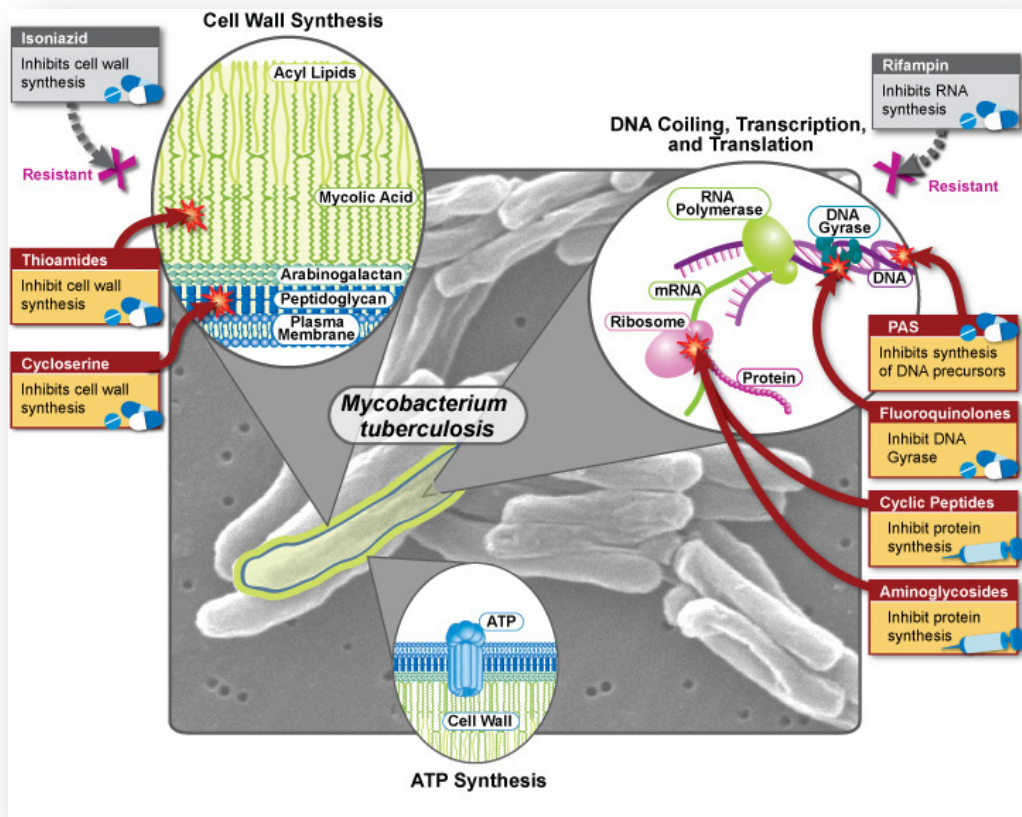 Cell Wall Synthesis
Isoniazid
Inhibits cell wall
synthesis
Resistant
Acyl Lipids
Mycolic Acid
Arabinogalactan
Peptidoglycan
Plasma
Membrane
Thioamides
Inhibit cell wall
synthesis
Cycloserine
Inhibits cell wall
synthesis
Rifampin
Inhibits RNA
synthesis
Resistant
DNA Coiling, Transcription,
and Translation
RNA
Polymerase
DNA
Gyrase
DNA
mRNA
Ribosome
Protein
PAS
Inhibits synthesis
of DNA precursors
Fluoroquinolones
Inhibit DNA
Gyrase
Cyclic Peptides
Inhibit protein
synthesis
Aminoglycosides
Inhibit protein
synthesis
Mycobacterium
tuberculosis
ATP
Cell Wall
ATP Synthesis